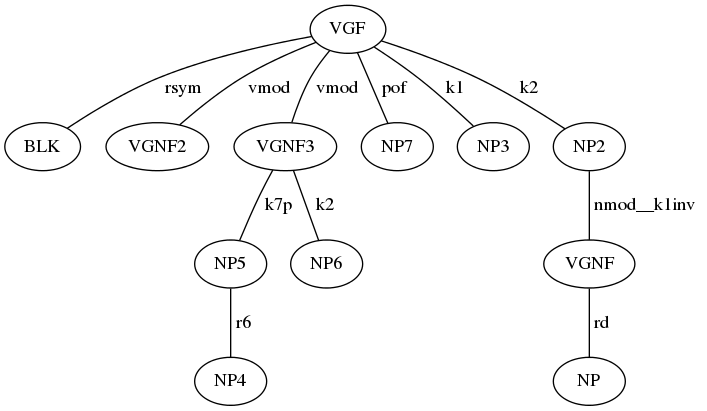 VGF
rsym vmod vmod pof k1 k2
BLK VGNF2 VGNF3 NP7 NP3 NP2
k7p k2 nmod__k1inv
NP5 NP6 VGNF
r6 rd
NP4 NP